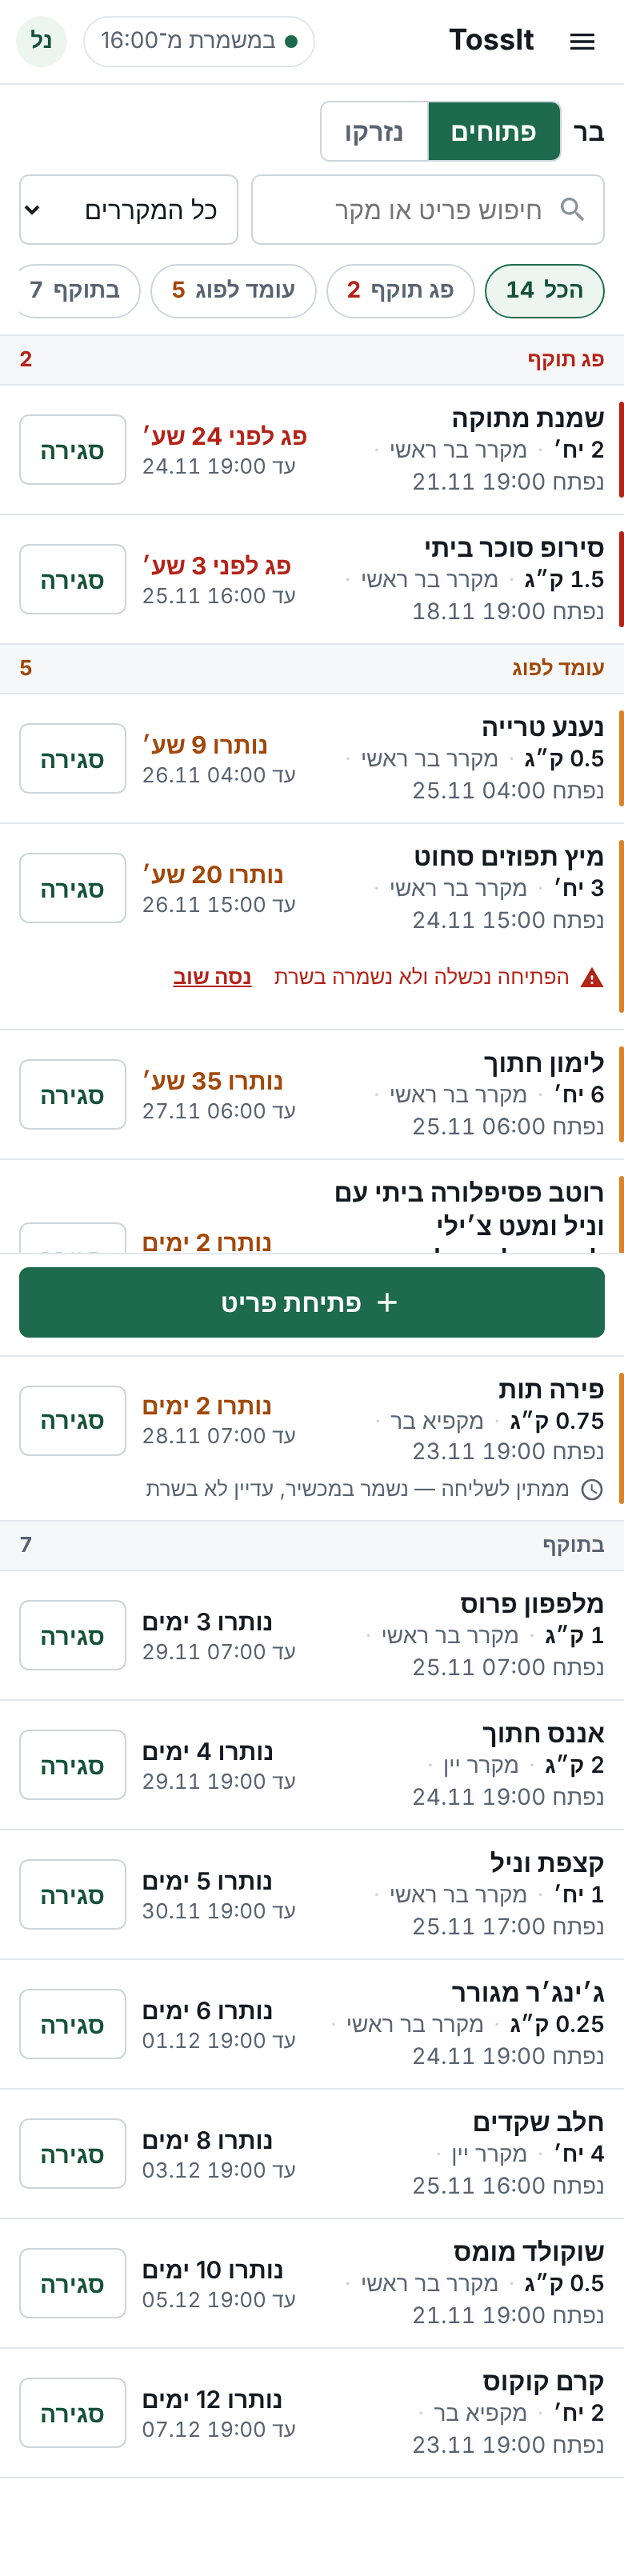 TossIt
במשמרת מ־16:00
נל
בר
פתוחים
נזרקו
חיפוש פריט או מקר
כל המקררים
הכל 14
פג תוקף 2
עומד לפוג 5
בתוקף 7
פג תוקף 2
שמנת מתוקה
2 יח׳ · מקרר בר ראשי ·
נפתח 19:00 21.11
פג לפני 24 שע׳
עד 19:00 24.11
סגירה
סירופ סוכר ביתי
1.5 ק״ג · מקרר בר ראשי ·
נפתח 19:00 18.11
פג לפני 3 שע׳
עד 16:00 25.11
סגירה
עומד לפוג 5
נענע טרייה
0.5 ק״ג · מקרר בר ראשי ·
נפתח 04:00 25.11
נותרו 9 שע׳
עד 04:00 26.11
סגירה
מיץ תפוזים סחוט
3 יח׳ · מקרר בר ראשי ·
נפתח 15:00 24.11
נותרו 20 שע׳
עד 15:00 26.11
סגירה
הפתיחה נכשלה ולא נשמרה בשרת נסה שוב
לימון חתוך
6 יח׳ · מקרר בר ראשי ·
נפתח 06:00 25.11
נותרו 35 שע׳
עד 06:00 27.11
סגירה
רוטב פסיפלורה ביתי עם
וניל ומעט צ׳ילי
נותרו 2 ימים
+ פתיחת פריט
פירה תות
0.75 ק״ג · מקפיא בר ·
נפתח 19:00 23.11
נותרו 2 ימים
עד 07:00 28.11
סגירה
ממתין לשליחה — נשמר במכשיר, עדיין לא בשרת
בתוקף 7
מלפפון פרוס
1 ק״ג · מקרר בר ראשי ·
נפתח 07:00 25.11
נותרו 3 ימים
עד 07:00 29.11
סגירה
אננס חתוך
2 ק״ג · מקרר יין ·
נפתח 19:00 24.11
נותרו 4 ימים
עד 19:00 29.11
סגירה
קצפת וניל
1 יח׳ · מקרר בר ראשי ·
נפתח 17:00 25.11
נותרו 5 ימים
עד 19:00 30.11
סגירה
ג׳ינג׳ר מגורר
0.25 ק״ג · מקרר בר ראשי ·
נפתח 19:00 24.11
נותרו 6 ימים
עד 19:00 01.12
סגירה
חלב שקדים
4 יח׳ · מקרר יין ·
נפתח 16:00 25.11
נותרו 8 ימים
עד 19:00 03.12
סגירה
שוקולד מומס
0.5 ק״ג · מקרר בר ראשי ·
נפתח 19:00 21.11
נותרו 10 ימים
עד 19:00 05.12
סגירה
קרם קוקוס
2 יח׳ · מקפיא בר ·
נפתח 19:00 23.11
נותרו 12 ימים
עד 19:00 07.12
סגירה